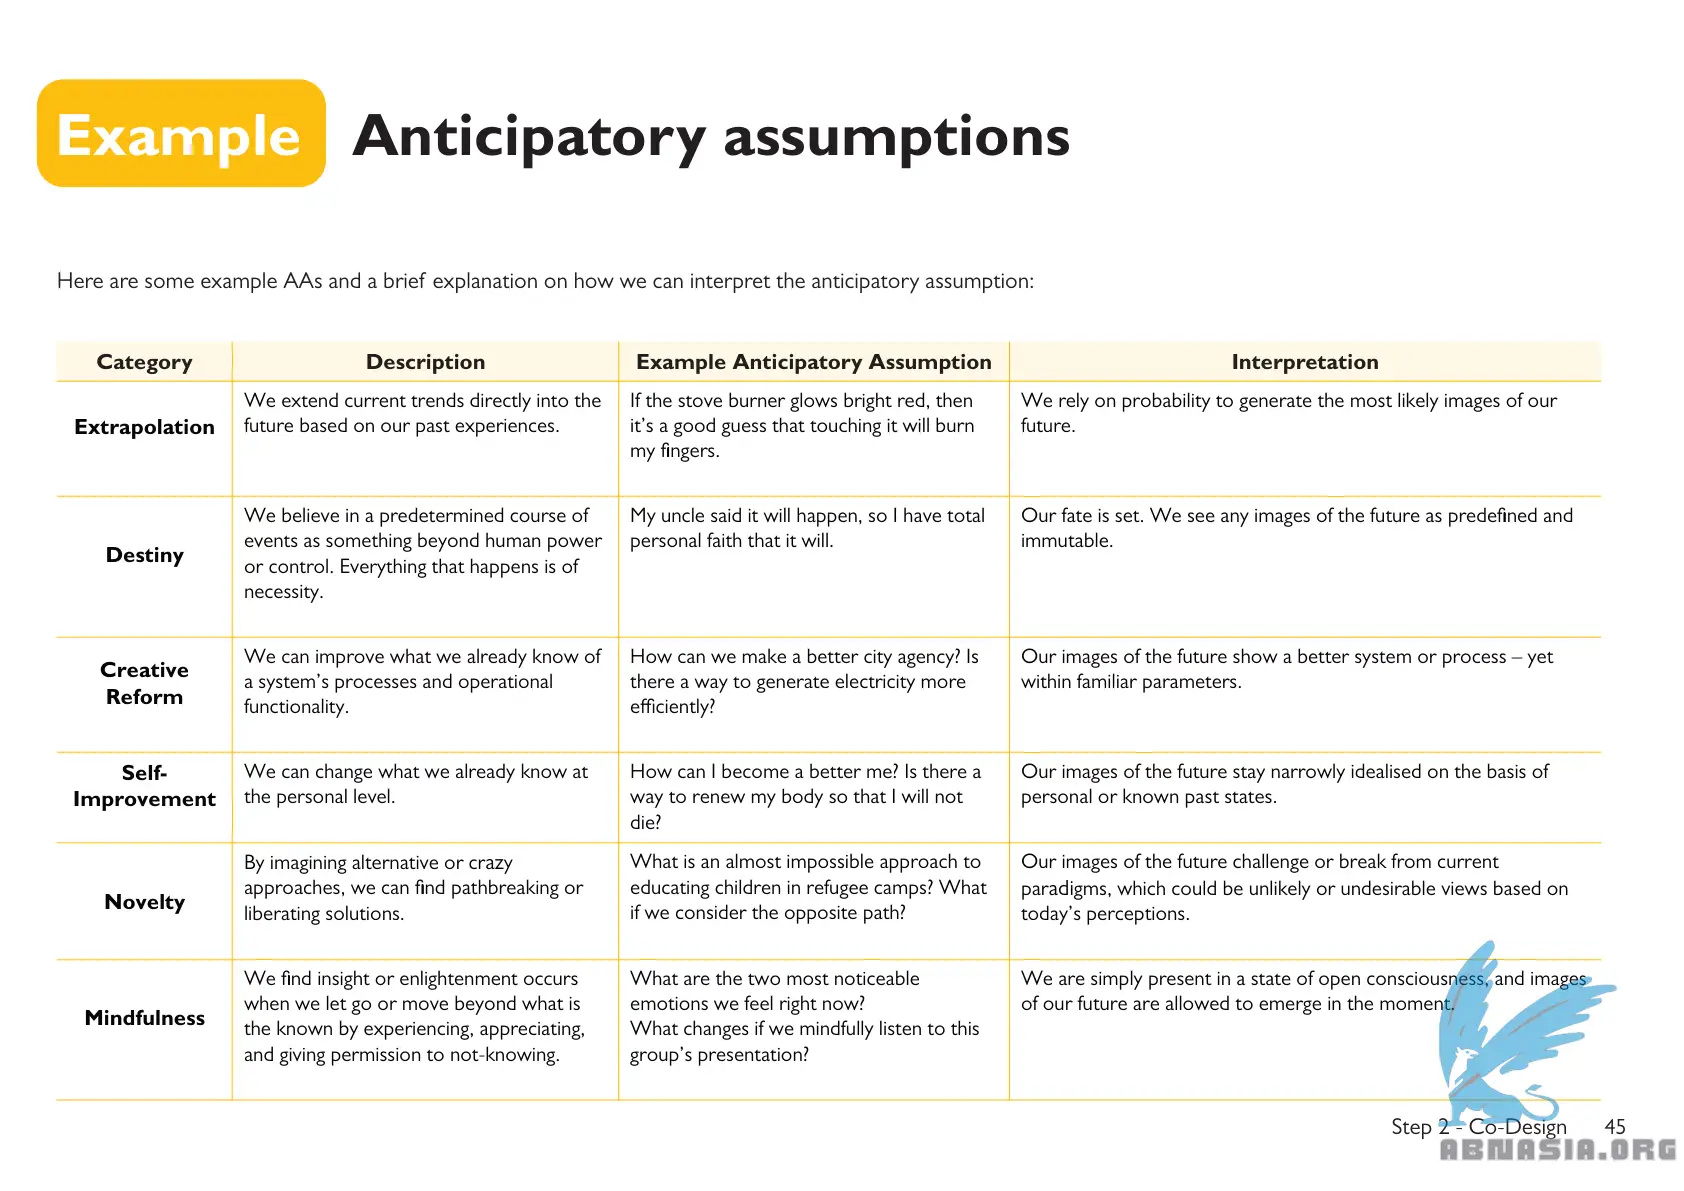 Example Anticipatory assumptions
Here are some example AAs and a brief explanation on how we can interpret the anticipatory assumption:
Category Description Example Anticipatory Assumption Interpretation
Extrapolation
We extend current trends directly into the
future based on our past experiences.
If the stove burner glows bright red, then
it's a good guess that touching it will burn
my fingers.
We rely on probability to generate the most likely images of our
future.
Destiny
We believe in a predetermined course of
events as something beyond human power
or control. Everything that happens is of
necessity.
My uncle said it will happen, so I have total
personal faith that it will.
Our fate is set. We see any images of the future as predefined and
immutable.
Creative
Reform
We can improve what we already know of
a system's processes and operational
functionality.
How can we make a better city agency? Is
there a way to generate electricity more
efficiently?
Our images of the future show a better system or process – yet
within familiar parameters.
Self-
Improvement
We can change what we already know at
the personal level.
How can I become a better me? Is there a
way to renew my body so that I will not
die?
Our images of the future stay narrowly idealised on the basis of
personal or known past states.
Novelty
By imagining alternative or crazy
approaches, we can find pathbreaking or
liberating solutions.
What is an almost impossible approach to
educating children in refugee camps? What
if we consider the opposite path?
Our images of the future challenge or break from current
paradigms, which could be unlikely or undesirable views based on
today's perceptions.
Mindfulness
We find insight or enlightenment occurs
when we let go or move beyond what is
the known by experiencing, appreciating,
and giving permission to not-knowing.
What are the two most noticeable
emotions we feel right now?
What changes if we mindfully listen to this
group's presentation?
We are simply present in a state of open consciousness, and images
of our future are allowed to emerge in the moment.
Step 2 - Co-Design 45
ABNASIA.ORG